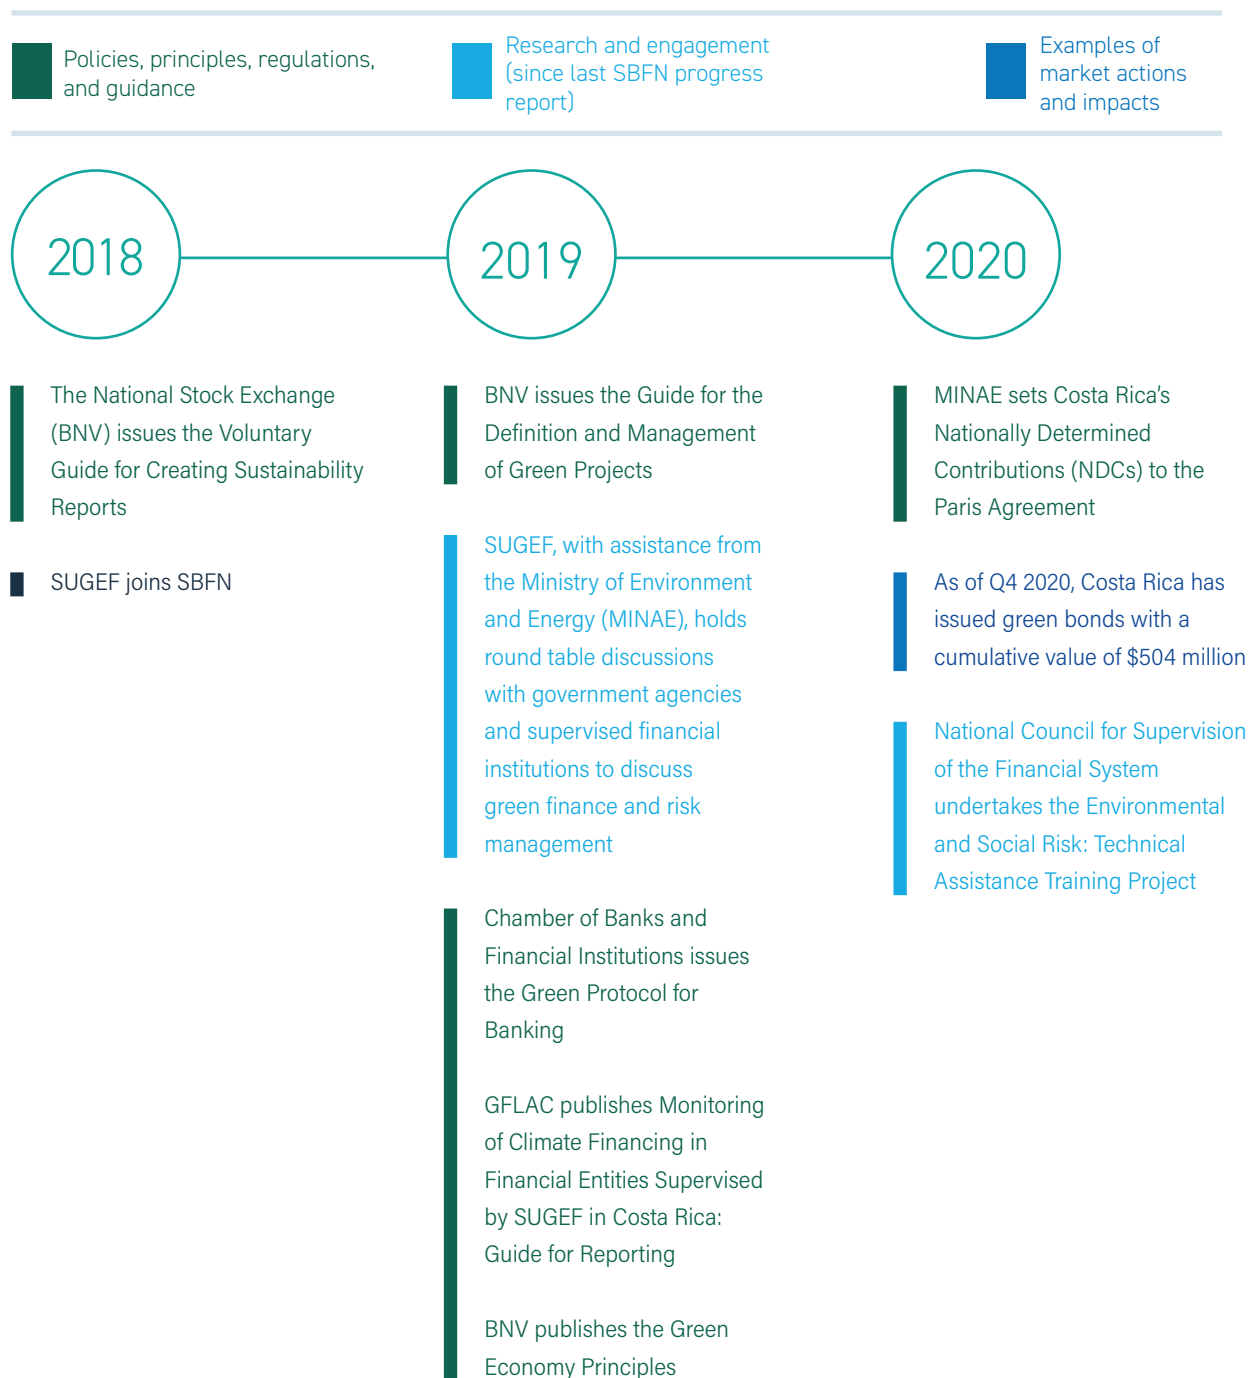 Policies, principles, regulations,
and guidance
Research and engagement
(since last SBFN progress
report)
Examples of
market actions
and impacts
2018
2019
2020
The National Stock Exchange
(BNV) issues the Voluntary
Guide for Creating Sustainability
Reports
SUGEF joins SBFN
BNV issues the Guide for the
Definition and Management
of Green Projects
SUGEF, with assistance from
the Ministry of Environment
and Energy (MINAE), holds
round table discussions
with government agencies
and supervised financial
institutions to discuss
green finance and risk
management
Chamber of Banks and
Financial Institutions issues
the Green Protocol for
Banking
GFLAC publishes Monitoring
of Climate Financing in
Financial Entities Supervised
by SUGEF in Costa Rica:
Guide for Reporting
BNV publishes the Green
Economy Principles
MINAE sets Costa Rica's
Nationally Determined
Contributions (NDCs) to the
Paris Agreement
As of Q4 2020, Costa Rica has
issued green bonds with a
cumulative value of $504 million
National Council for Supervision
of the Financial System
undertakes the Environmental
and Social Risk: Technical
Assistance Training Project